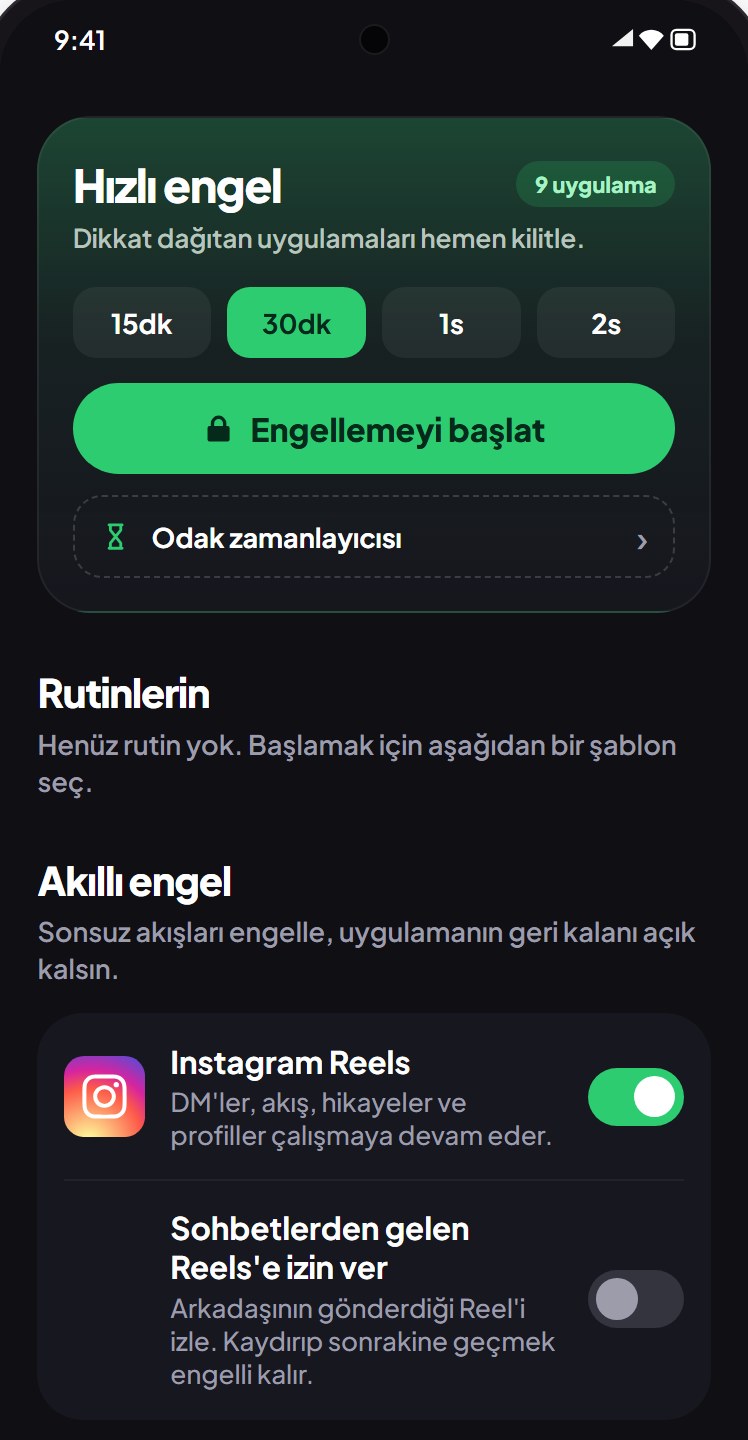 9:41
Hızlı engel
9 uygulama
Dikkat dağıtan uygulamaları hemen kilitle.
15dk
30dk
1s
2s
Engellemeyi başlat
Odak zamanlayıcısı
Rutinlerin
Henüz rutin yok. Başlamak için aşağıdan bir şablon
seç.
Akıllı engel
Sonsuz akışları engelle, uygulamanın geri kalanı açık
kalsın.
Instagram Reels
DM'ler, akış, hikayeler ve
profiller çalışmaya devam eder.
Sohbetlerden gelen
Reels'e izin ver
Arkadaşının gönderdiği Reel'i
izle. Kaydırıp sonrakine geçmek
engelli kalır.